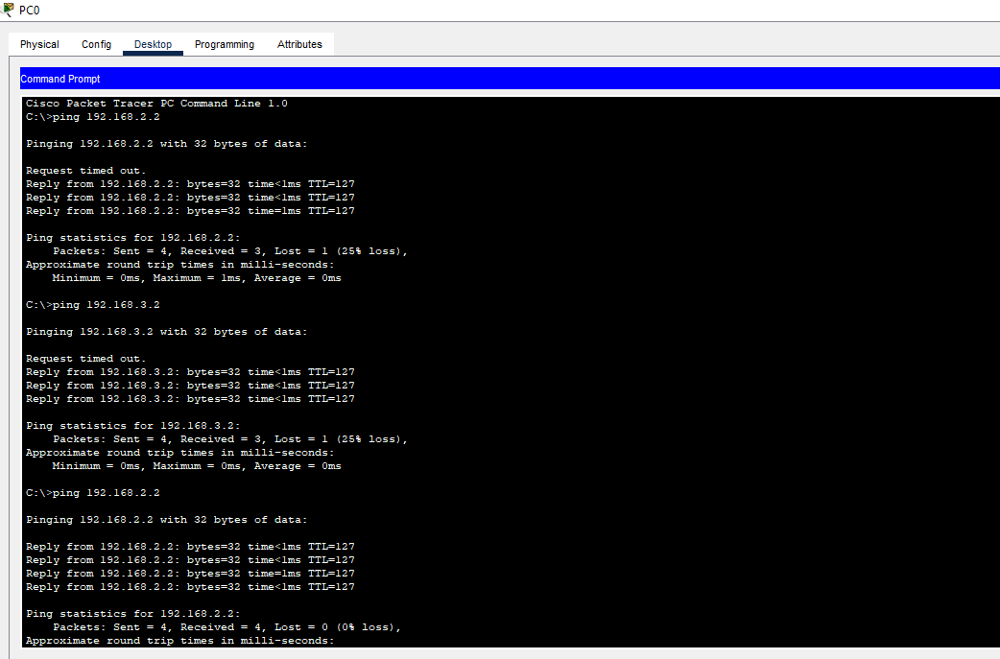 PC0
Physical Config Desktop Programming Attributes
Command Prompt
Cisco Packet Tracer PC Command Line 1.0
C:\>ping 192.168.2.2
Pinging 192.168.2.2 with 32 bytes of data:
Request timed out.
Reply from 192.168.2.2: bytes=32 time<1ms TTL=127
Reply from 192.168.2.2: bytes=32 time<1ms TTL=127
Reply from 192.168.2.2: bytes=32 time=1ms TTL=127
Ping statistics for 192.168.2.2:
    Packets: Sent = 4, Received = 3, Lost = 1 (25% loss),
Approximate round trip times in milli-seconds:
    Minimum = 0ms, Maximum = 1ms, Average = 0ms
C:\>ping 192.168.3.2
Pinging 192.168.3.2 with 32 bytes of data:
Request timed out.
Reply from 192.168.3.2: bytes=32 time<1ms TTL=127
Reply from 192.168.3.2: bytes=32 time<1ms TTL=127
Reply from 192.168.3.2: bytes=32 time<1ms TTL=127
Ping statistics for 192.168.3.2:
    Packets: Sent = 4, Received = 3, Lost = 1 (25% loss),
Approximate round trip times in milli-seconds:
    Minimum = 0ms, Maximum = 0ms, Average = 0ms
C:\>ping 192.168.2.2
Pinging 192.168.2.2 with 32 bytes of data:
Reply from 192.168.2.2: bytes=32 time<1ms TTL=127
Reply from 192.168.2.2: bytes=32 time<1ms TTL=127
Reply from 192.168.2.2: bytes=32 time=1ms TTL=127
Reply from 192.168.2.2: bytes=32 time<1ms TTL=127
Ping statistics for 192.168.2.2:
    Packets: Sent = 4, Received = 4, Lost = 0 (0% loss),
Approximate round trip times in milli-seconds: